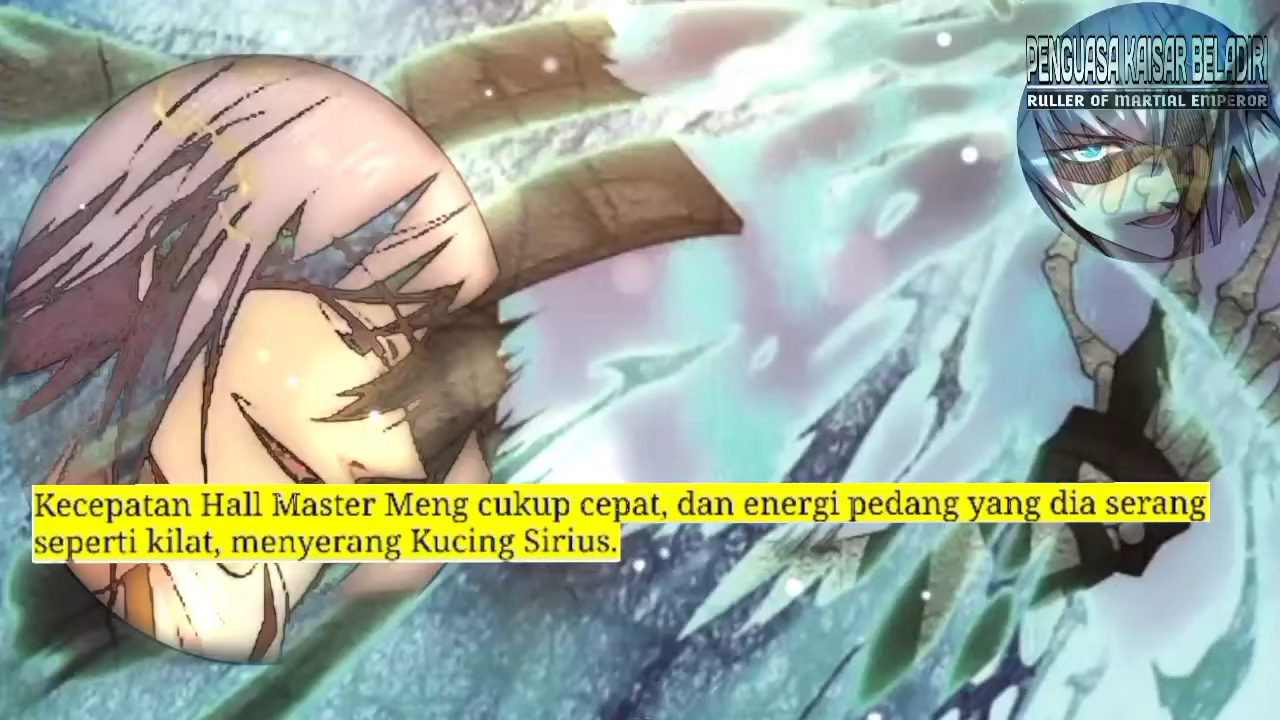 PENGUASA KAISAR BELADIRI
RULLER OF MARTIAL EMPEROR
Kecepatan Hall Master Meng cukup cepat, dan energi pedang yang dia serang
seperti kilat, menyerang Kucing Sirius.